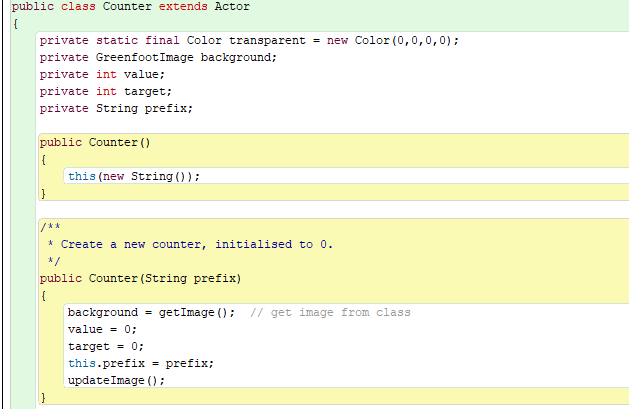 public class Counter extends Actor
{
private static final Color transparent = new Color(0,0,0,0);
private GreenfootImage background;
private int value;
private int target;
private String prefix;
public Counter()
{
this(new String());
}
/**
* Create a new counter, initialised to 0.
*/
public Counter(String prefix)
{
background = getImage();  // get image from class
value = 0;
target = 0;
this.prefix = prefix;
updateImage();
}